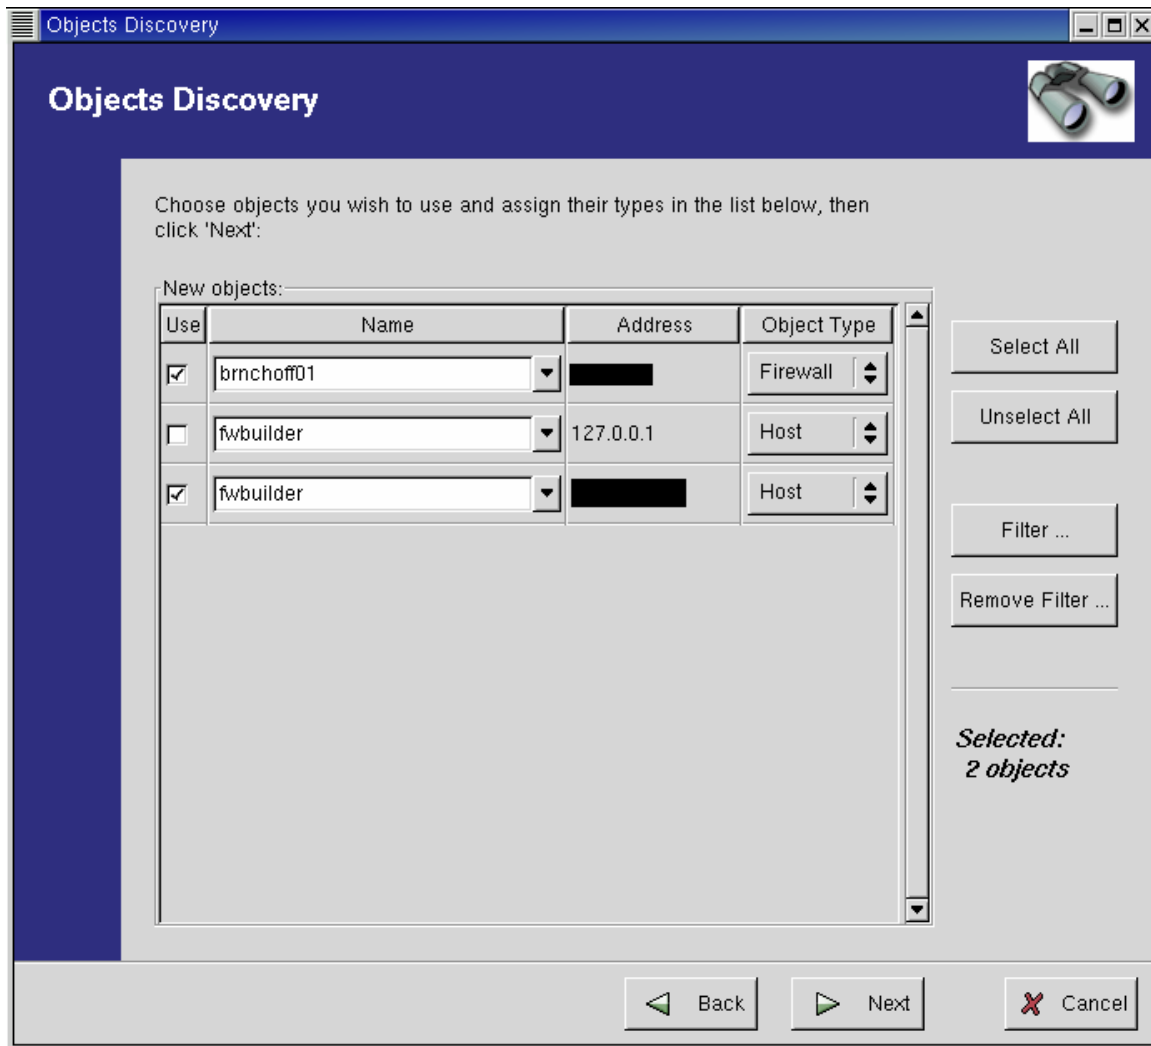 Objects Discovery
Objects Discovery
Choose objects you wish to use and assign their types in the list below, then
click 'Next':
New objects:
Use Name Address Object Type
brnchoff01 Firewall
fwbuilder 127.0.0.1 Host
fwbuilder Host
Select All
Unselect All
Filter ...
Remove Filter ...
Selected:
2 objects
Back Next Cancel